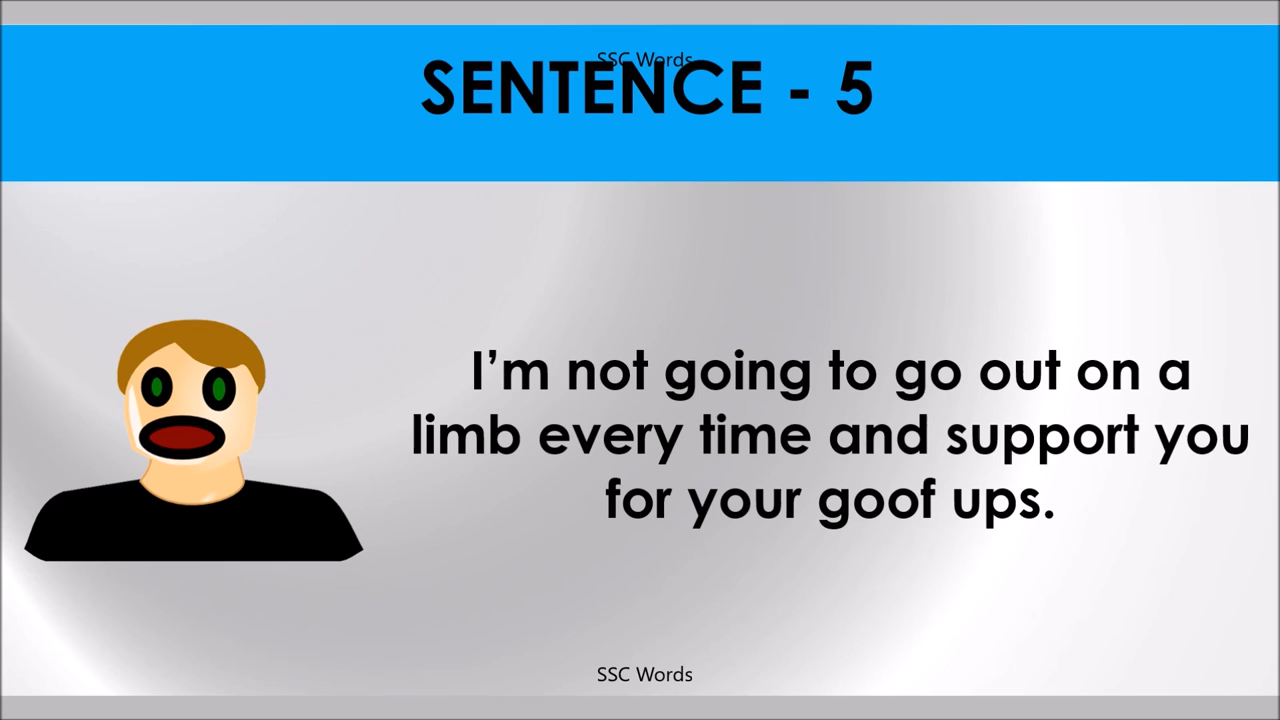 SSC Words
SENTENCE - 5
I’m not going to go out on a
limb every time and support you
for your goof ups.
SSC Words